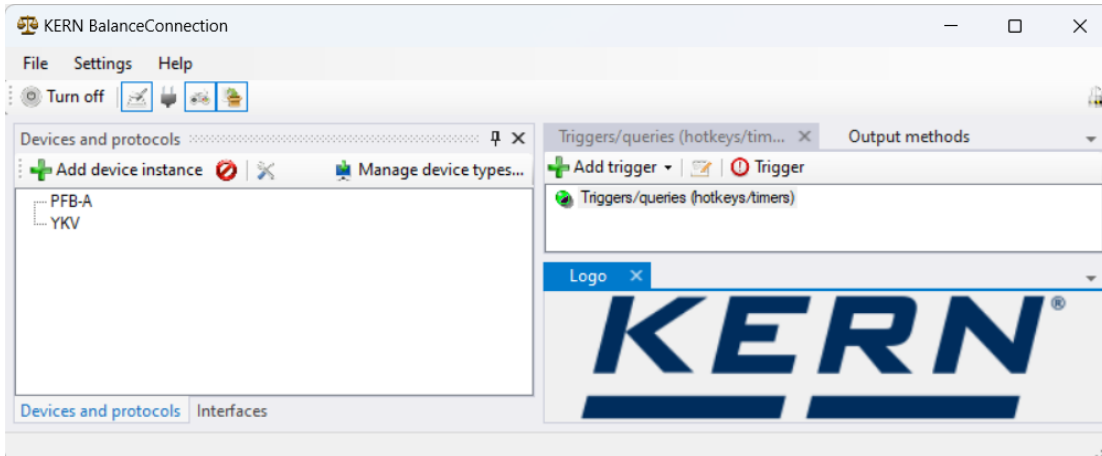 KERN BalanceConnection
File Settings Help
Turn off
Devices and protocols
Add device instance Manage device types...
PFB-A
YKV
Devices and protocols Interfaces
Triggers/queries (hotkeys/tim... Output methods
Add trigger Trigger
Triggers/queries (hotkeys/timers)
Logo
KERN®